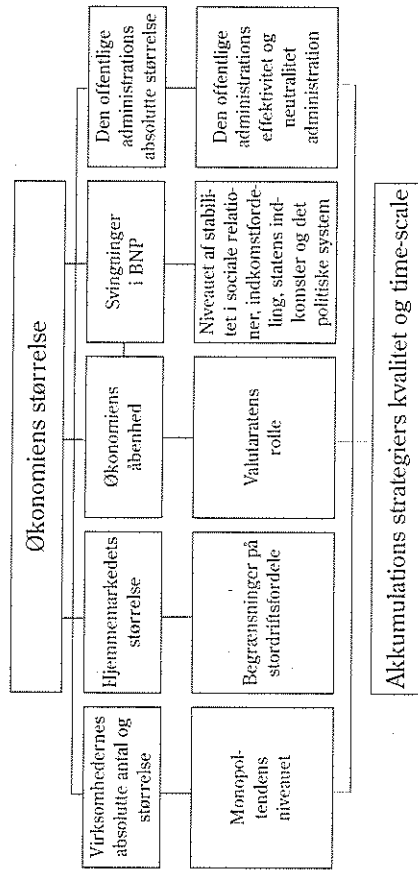 Økonomiens størrelse
Virksomhedernes
absolutte antal og
størrelse
Hjemmemarkedets
størrelse
Økonomiens
åbenhed
Svingninger
i BNP
Den offentlige
administrations
absolutte størrelse
Monopol-
tendens
niveauet
Begrænsninger på
stordriftsfordele
Valutaratens
rolle
Niveauet af stabili-
tet i sociale relatio-
ner, indkomstforde-
ling, statens ind-
komster og det
politiske system
Den offentlige
administrations
effektivitet og
neutralitet
administration
Akkumulations strategiers kvalitet og time-scale